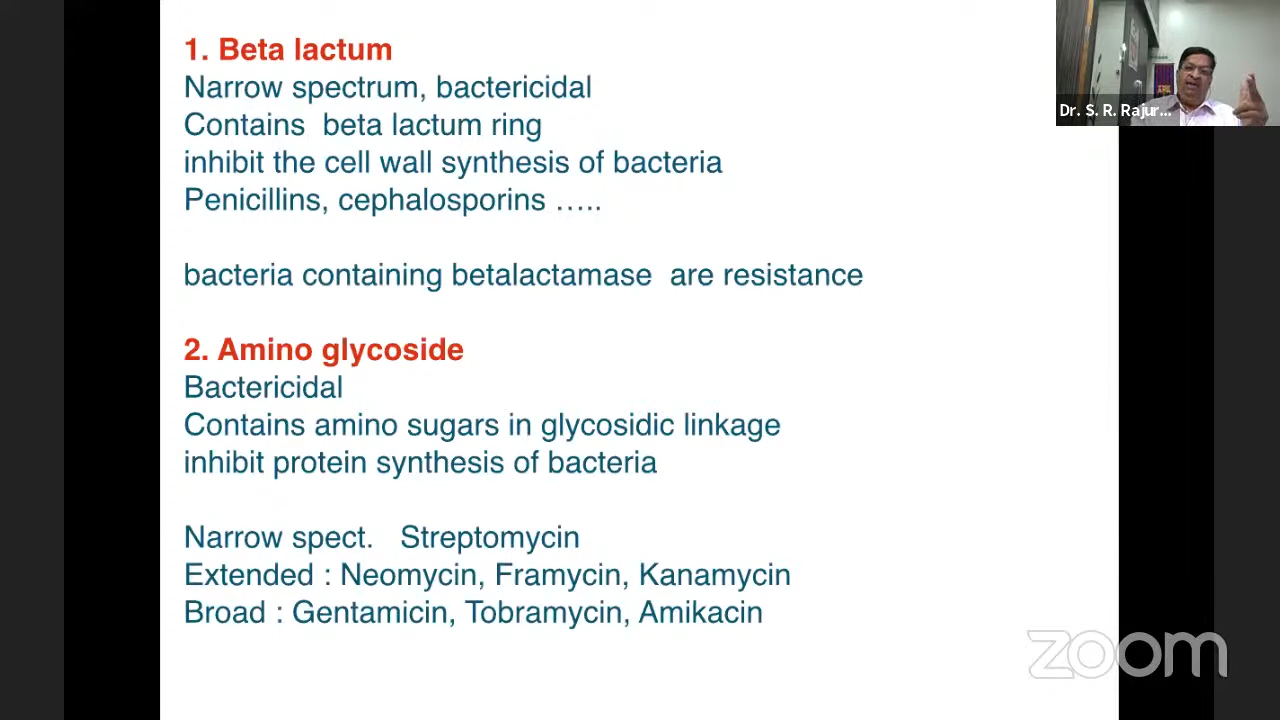 1. Beta lactum
Narrow spectrum, bactericidal
Contains beta lactum ring
inhibit the cell wall synthesis of bacteria
Penicillins, cephalosporins …..
bacteria containing betalactamase are resistance
2. Amino glycoside
Bactericidal
Contains amino sugars in glycosidic linkage
inhibit protein synthesis of bacteria
Narrow spect. Streptomycin
Extended : Neomycin, Framycin, Kanamycin
Broad : Gentamicin, Tobramycin, Amikacin
Dr. S. R. Rajur...
zoom